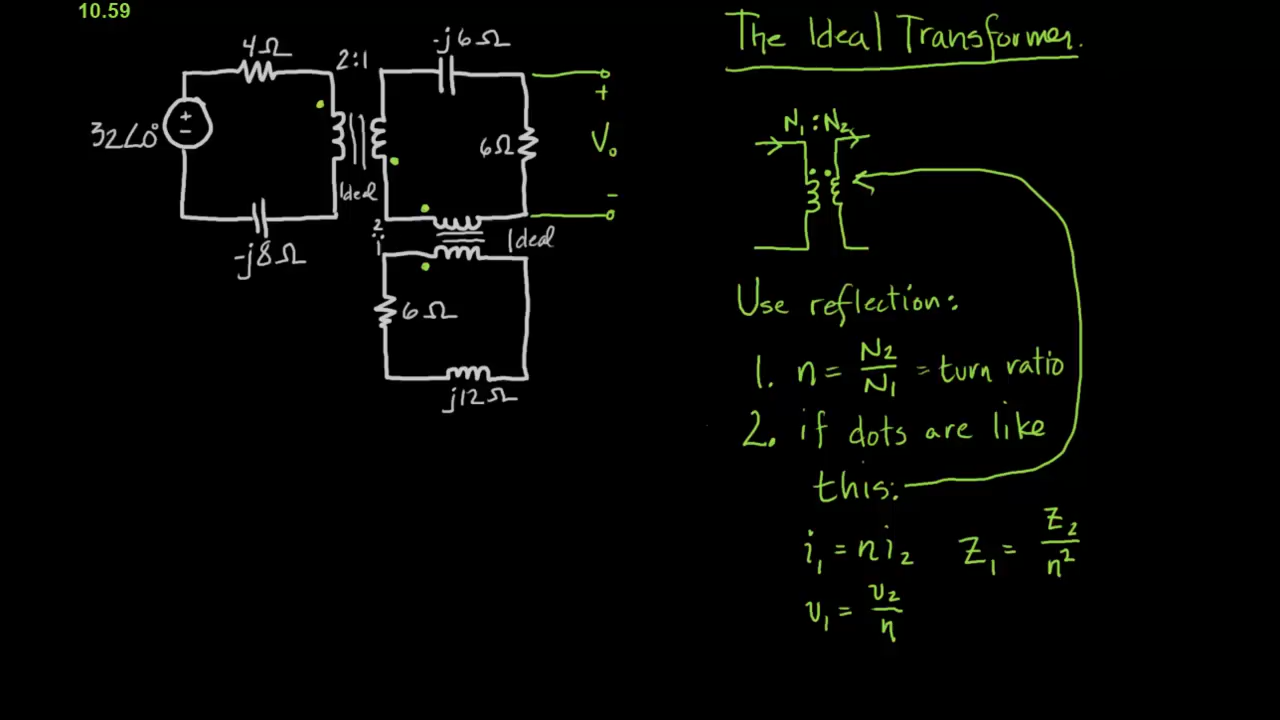 10.59
4Ω
2:1
-j6Ω
32∠0°
+
-
Ideal
6Ω
+
Vo
-
-j8Ω
2
:
1
Ideal
6Ω
j12Ω
The Ideal Transformer.
N1:N2
Use reflection:
1. n = N2/N1 = turn ratio
2. if dots are like
this:
i1 = n i2 Z1 = Z2/n²
v1 = v2/n